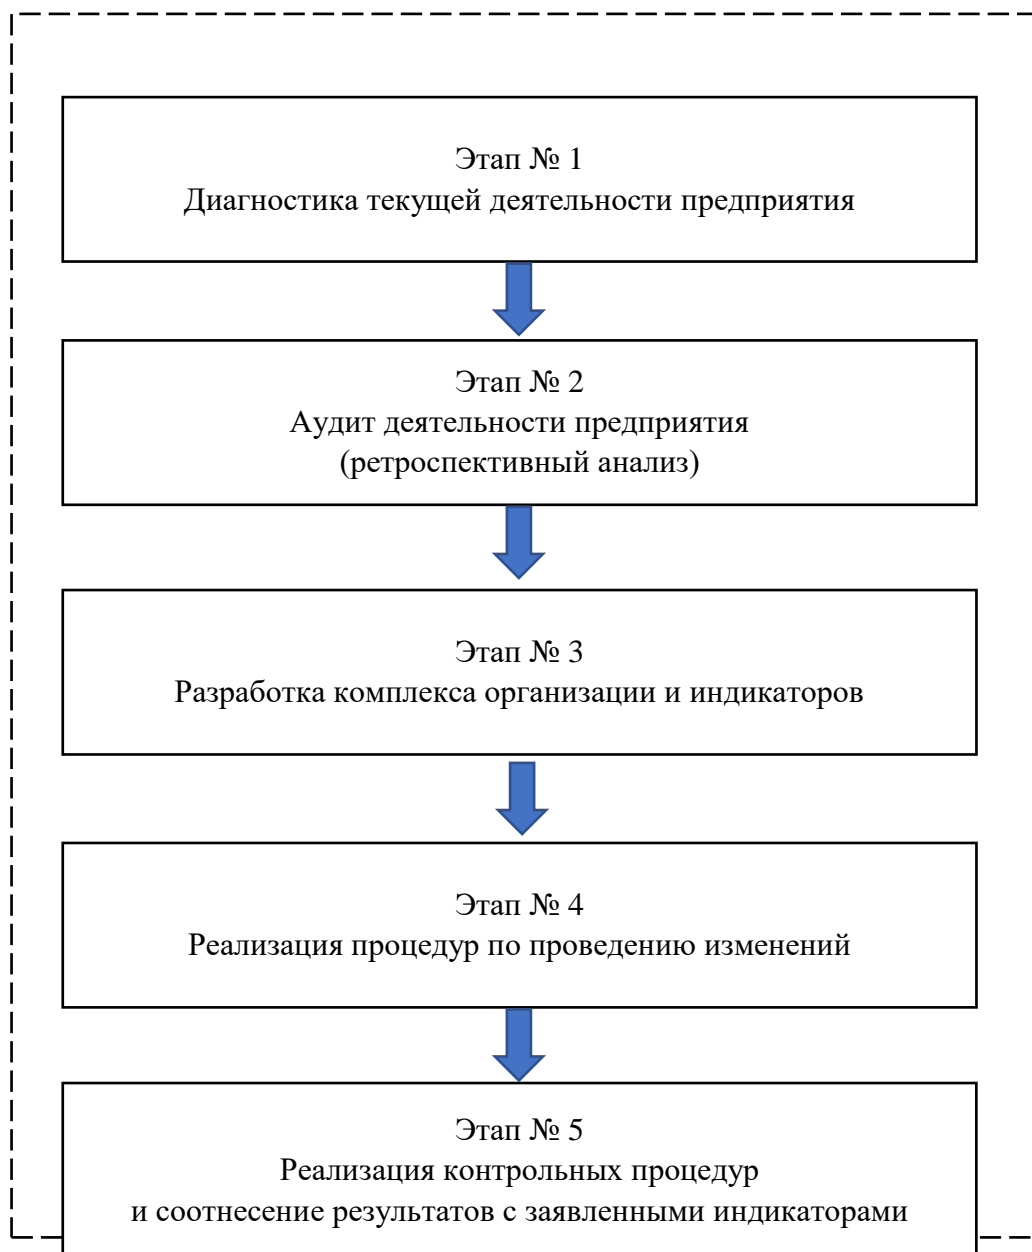 Этап № 1
Диагностика текущей деятельности предприятия
Этап № 2
Аудит деятельности предприятия
(ретроспективный анализ)
Этап № 3
Разработка комплекса организации и индикаторов
Этап № 4
Реализация процедур по проведению изменений
Этап № 5
Реализация контрольных процедур
и соотнесение результатов с заявленными индикаторами